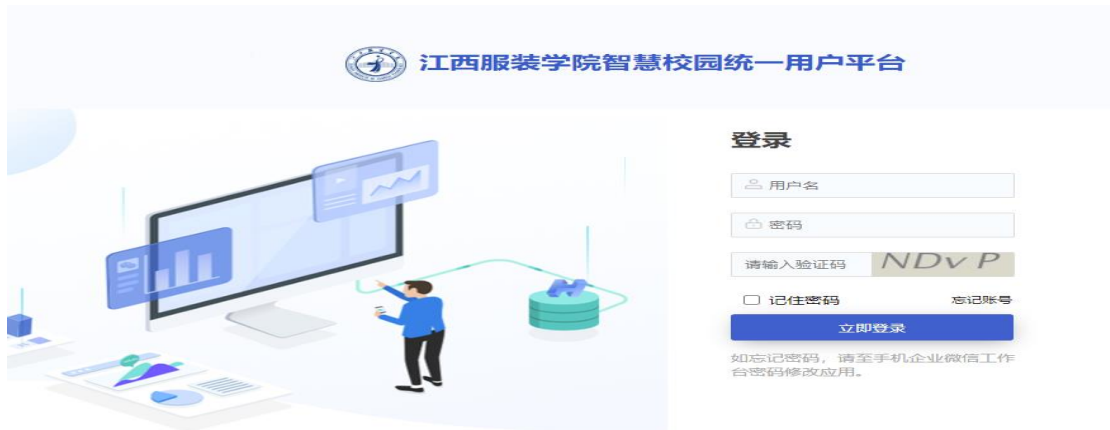 江西服装学院智慧校园统一用户平台
登录
用户名
密码
请输入验证码 NDvP
记住密码 忘记账号
立即登录
如忘记密码，请至手机企业微信工作
台密码修改应用。